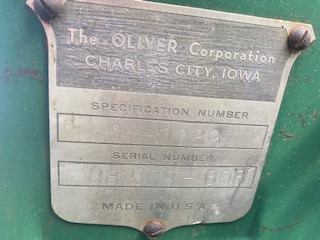 The OLIVER Corporation
CHARLES CITY, IOWA
SPECIFICATION NUMBER
SERIAL NUMBER
MADE IN U.S.A.